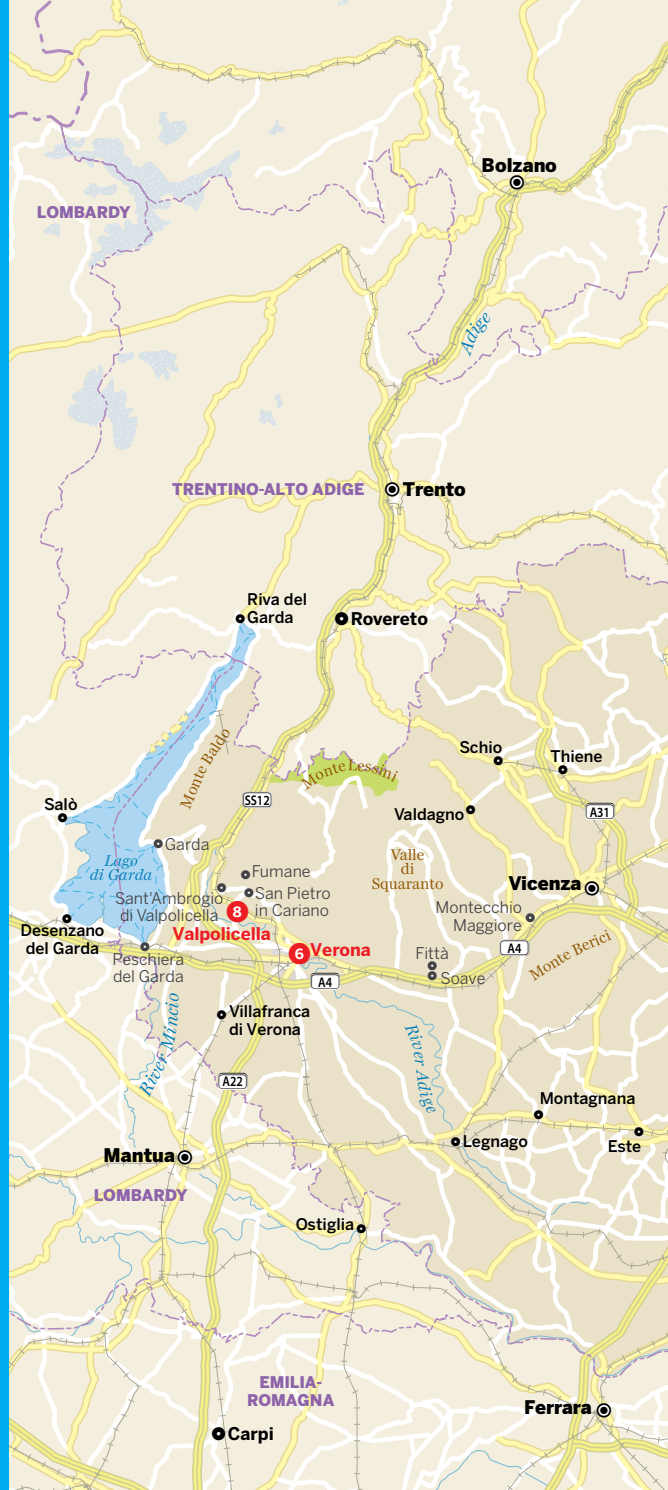 Bolzano
LOMBARDY
Adige
TRENTINO-ALTO ADIGE
Trento
Riva del
Garda
Rovereto
Monte Baldo
Schio
Thiene
Monte Lessini
SS12
Salò
Valdagno
A31
Garda
Lago
di Garda
Fumane
Valle
di
Squaranto
Sant'Ambrogio
di Valpolicella
San Pietro
in Cariano
Vicenza
8
Valpolicella
Montecchio
Maggiore
Desenzano
del Garda
6
Verona
A4
Monte Berici
Peschiera
del Garda
Fittà
Soave
A4
River Mincio
Villafranca
di Verona
River Adige
A22
Montagnana
Legnago
Este
Mantua
LOMBARDY
Ostiglia
EMILIA-
ROMAGNA
Ferrara
Carpi